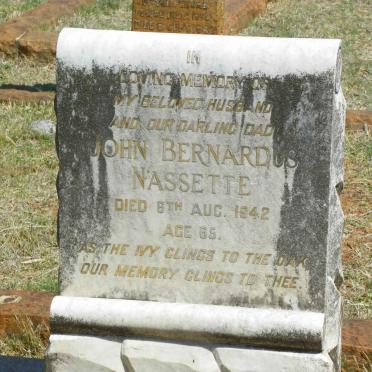 IN
LOVING MEMORY OF
MY BELOVED HUSBAND
AND OUR DARLING DAD
JOHN BERNARDUS
NASSETTE
DIED 8TH AUG. 1942
AGE 65.
AS THE IVY CLINGS TO THE OAK
OUR MEMORY CLINGS TO THEE.